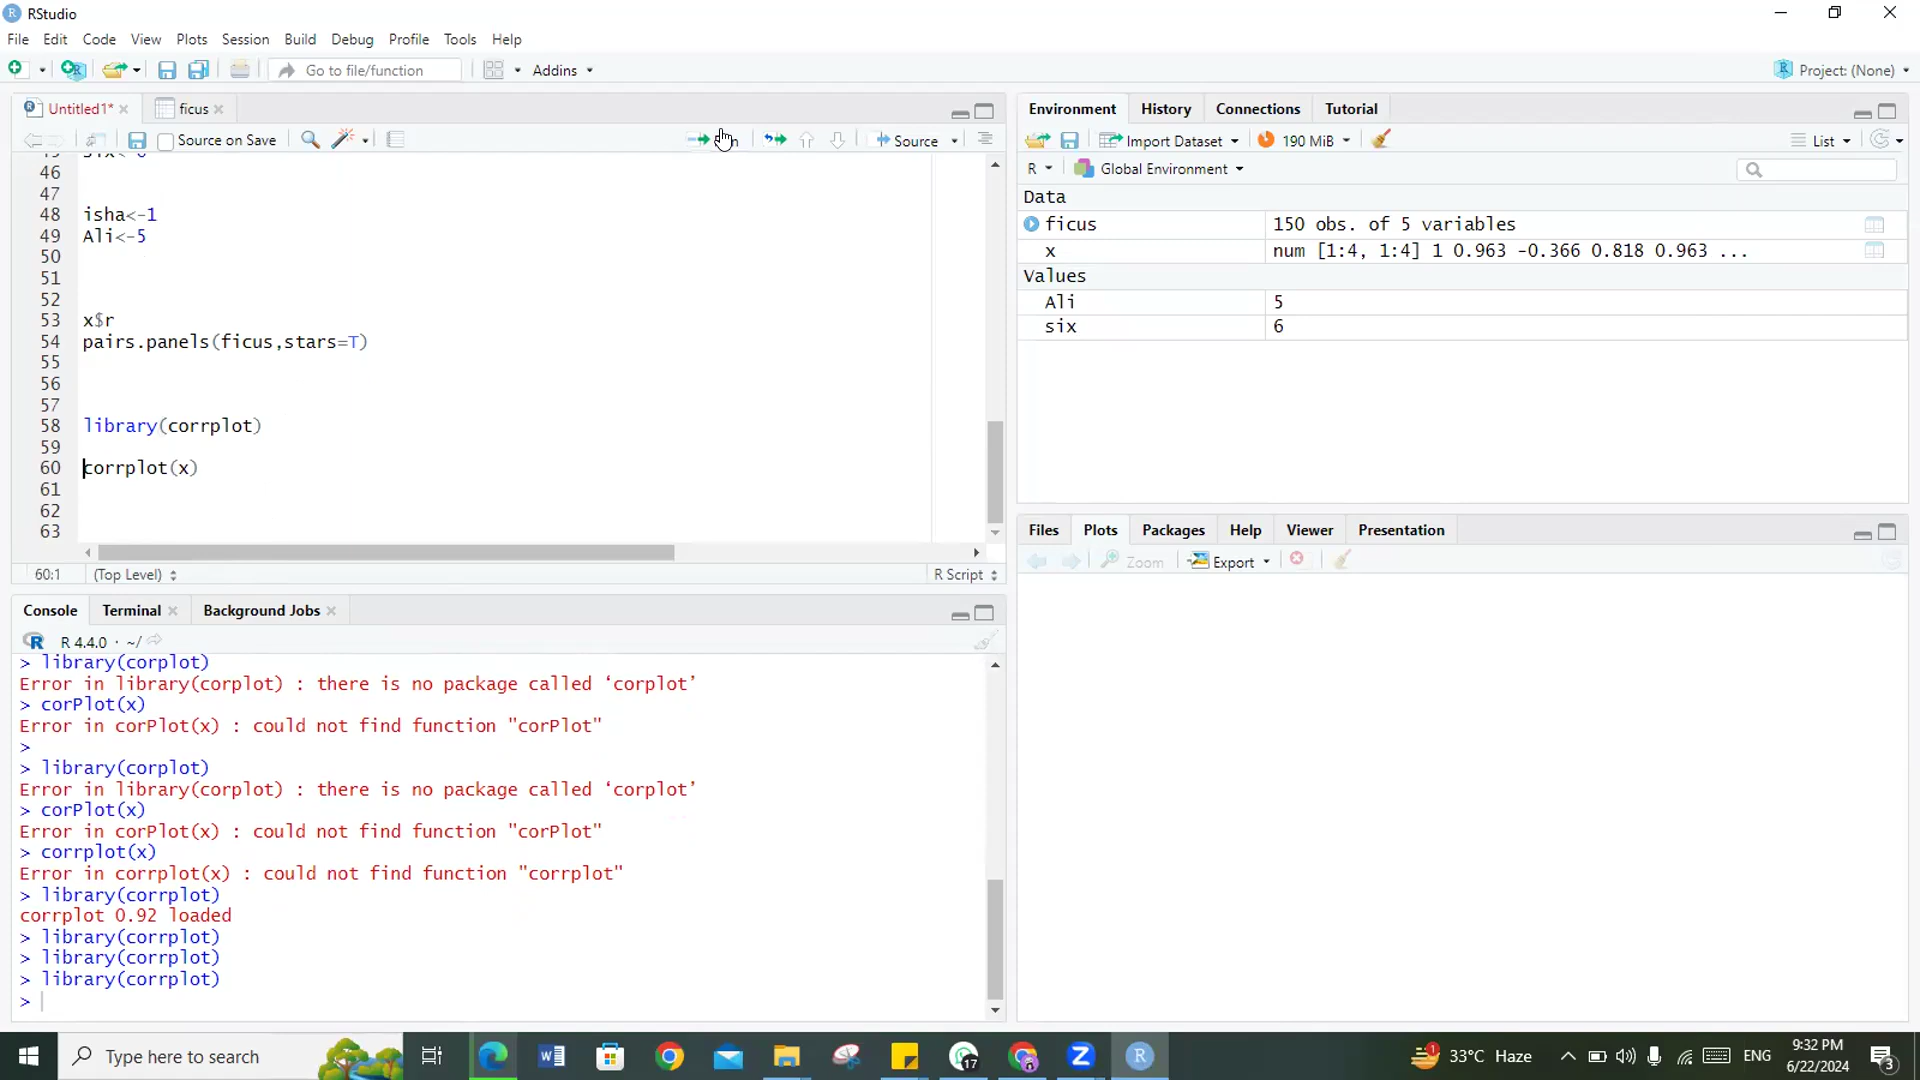 RStudio
File Edit Code View Plots Session Build Debug Profile Tools Help
Go to file/function Addins Project: (None)
Untitled1* ficus
Source on Save Source
46
47
48 isha<-1
49 Ali<-5
50
51
52
53 x$r
54 pairs.panels(ficus,stars=T)
55
56
57
58 library(corrplot)
59
60 corrplot(x)
61
62
63
60:1 (Top Level) R Script
Console Terminal Background Jobs
R 4.4.0 · ~/
> library(corplot)
Error in library(corplot) : there is no package called ‘corplot’
> corPlot(x)
Error in corPlot(x) : could not find function "corPlot"
>
> library(corplot)
Error in library(corplot) : there is no package called ‘corplot’
> corPlot(x)
Error in corPlot(x) : could not find function "corPlot"
> corrplot(x)
Error in corrplot(x) : could not find function "corrplot"
> library(corrplot)
corrplot 0.92 loaded
> library(corrplot)
> library(corrplot)
> library(corrplot)
>
Environment History Connections Tutorial
Import Dataset 190 MiB List
R Global Environment
Data
ficus 150 obs. of 5 variables
x num [1:4, 1:4] 1 0.963 -0.366 0.818 0.963 ...
Values
Ali 5
six 6
Files Plots Packages Help Viewer Presentation
Zoom Export
Type here to search
17
33°C Haze
ENG
9:32 PM
6/22/2024
3